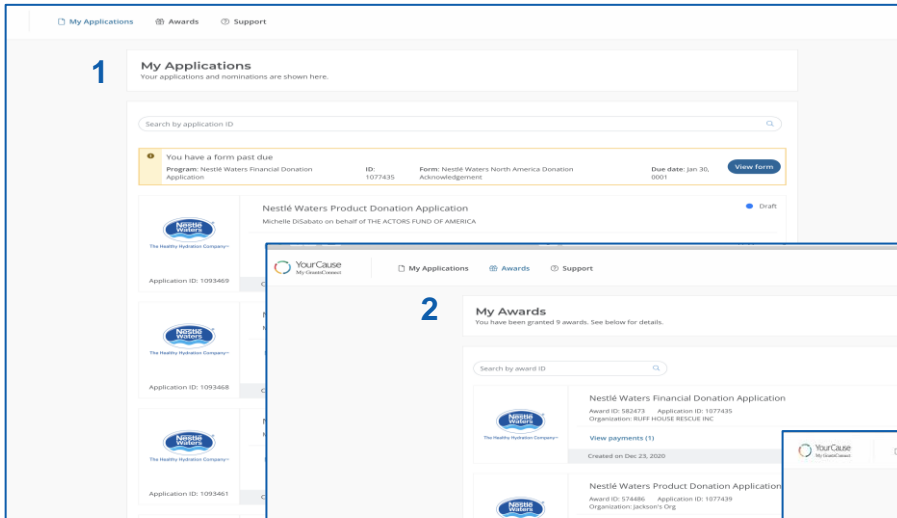 My Applications
Awards
Support
1
My Applications
Your applications and nominations are shown here.
Search by application ID
You have a form past due
Program: Nestlé Waters Financial Donation Application
ID: 1077435
Form: Nestlé Waters North America Donation Acknowledgement
Due date: Jan 30, 0001
View form
Nestlé Waters
The Healthy Hydration Company™
Application ID: 1093469
Nestlé Waters Product Donation Application
Michelle DiSabato on behalf of THE ACTORS FUND OF AMERICA
Draft
Nestlé Waters
The Healthy Hydration Company™
Application ID: 1093468
Nestlé Waters
The Healthy Hydration Company™
Application ID: 1093461
YourCause
My GrantsConnect
My Applications
Awards
Support
2
My Awards
You have been granted 9 awards. See below for details.
Search by award ID
Nestlé Waters
The Healthy Hydration Company™
Nestlé Waters Financial Donation Application
Award ID: 582473 Application ID: 1077435
Organization: RUFF HOUSE RESCUE INC
View payments (1)
Created on Dec 23, 2020
Nestlé Waters
Nestlé Waters Product Donation Application
Award ID: 574486 Application ID: 1077439
Organization: Jackson's Org
YourCause
My GrantsConnect